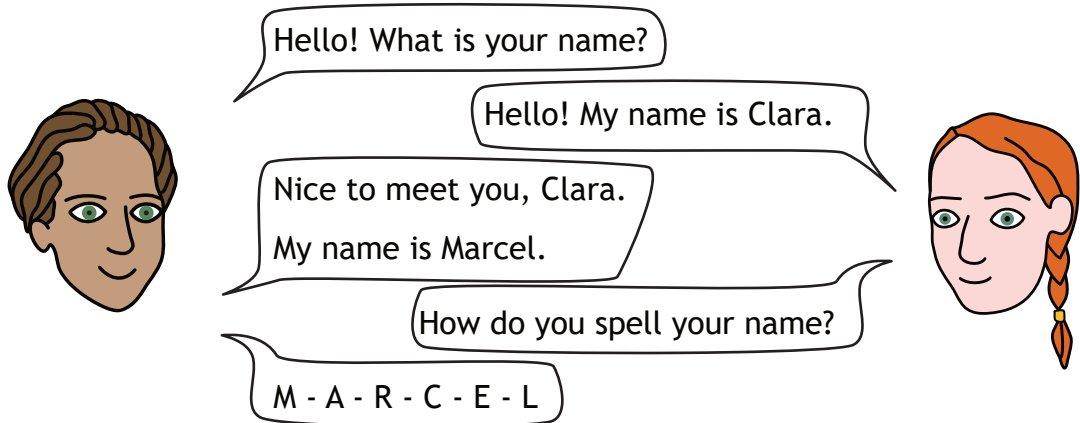 Hello! What is your name?
Hello! My name is Clara.
Nice to meet you, Clara.
My name is Marcel.
How do you spell your name?
M - A - R - C - E - L